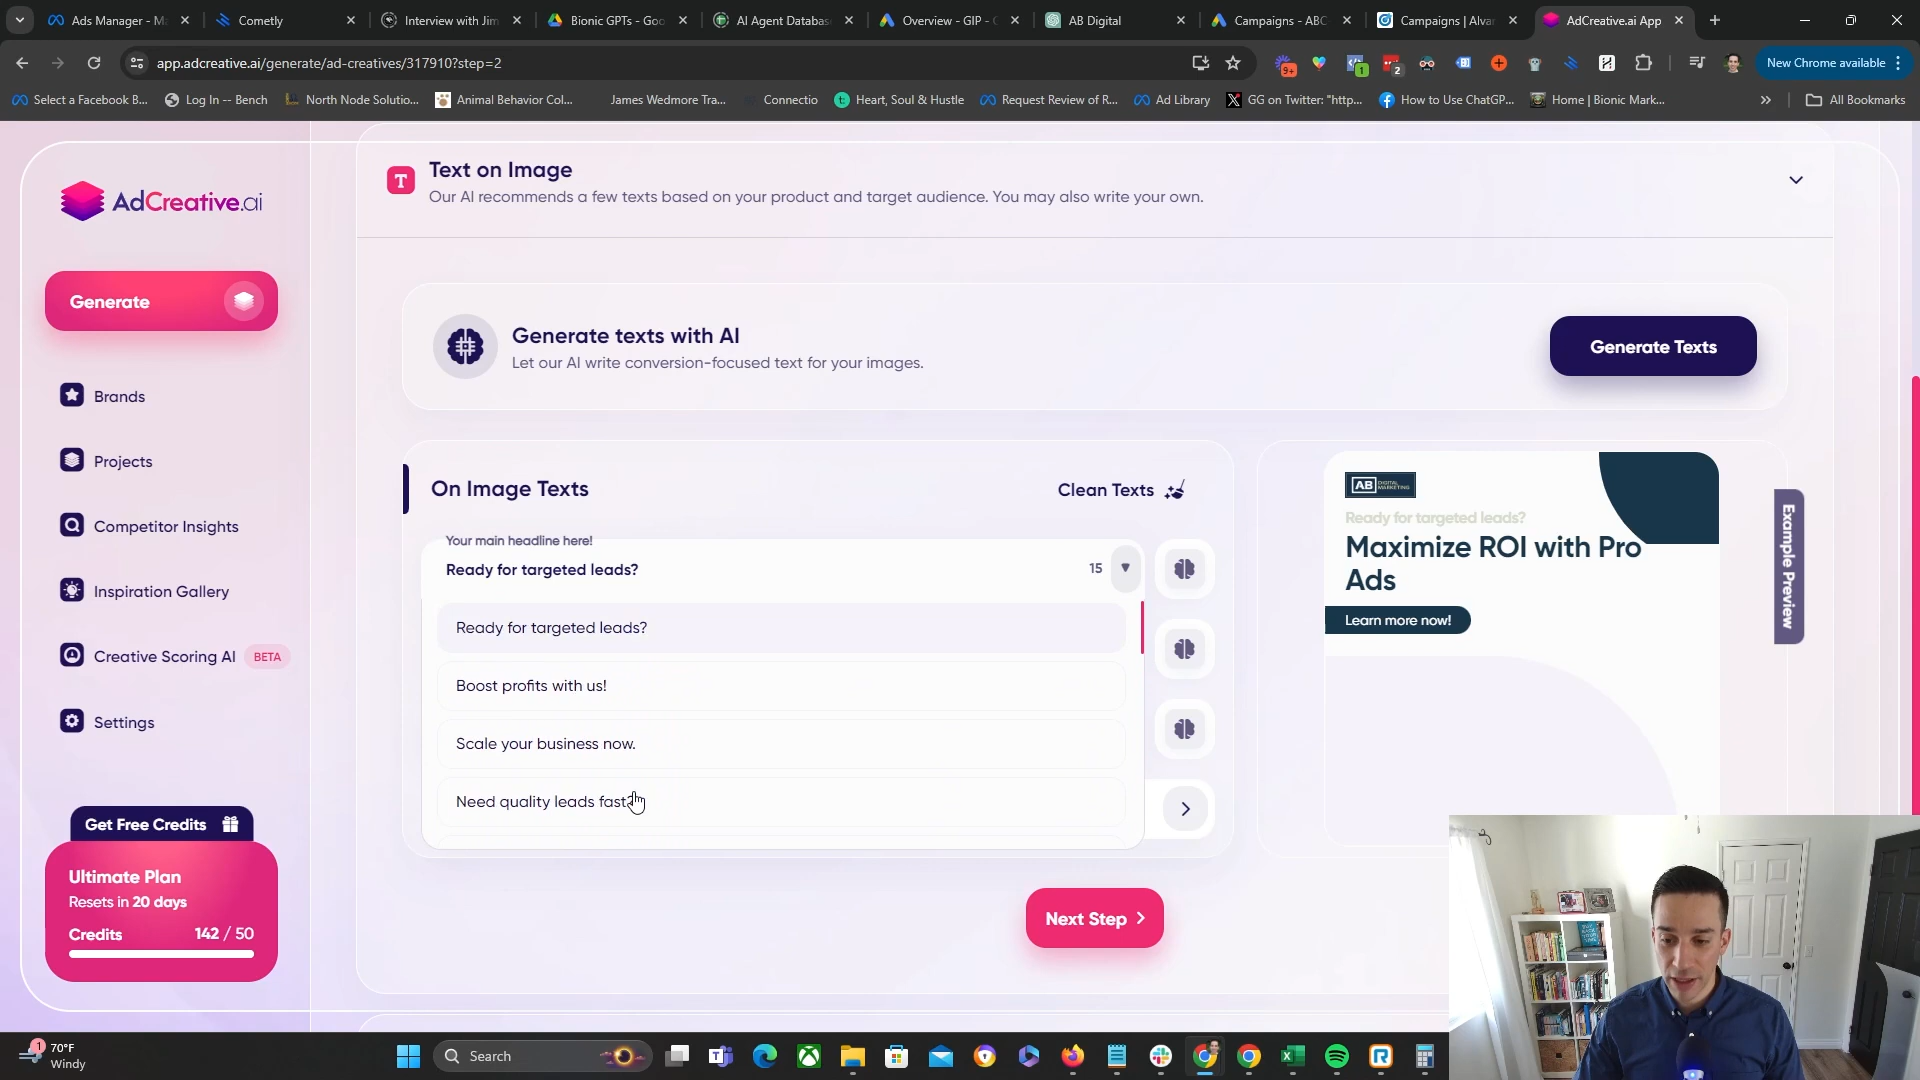 Ads Manager - M
Cometly
Interview with Jim
Bionic GPTs - Goo
AI Agent Databas
Overview - GIP - 
AB Digital
Campaigns - ABC
Campaigns | Alvar
AdCreative.ai App
app.adcreative.ai/generate/ad-creatives/317910?step=2
9+
1
2
New Chrome available
Select a Facebook B...
Log In -- Bench
North Node Solutio...
Animal Behavior Col...
James Wedmore Tra...
Connectio
Heart, Soul & Hustle
Request Review of R...
Ad Library
GG on Twitter: "http...
How to Use ChatGP...
Home | Bionic Mark...
All Bookmarks
AdCreative.ai
Generate
Brands
Projects
Competitor Insights
Inspiration Gallery
Creative Scoring AI BETA
Settings
Get Free Credits
Ultimate Plan
Resets in 20 days
Credits 142 / 50
T
Text on Image
Our AI recommends a few texts based on your product and target audience. You may also write your own.
Generate texts with AI
Let our AI write conversion-focused text for your images.
Generate Texts
On Image Texts
Clean Texts
Your main headline here!
Ready for targeted leads?
15
Ready for targeted leads?
Boost profits with us!
Scale your business now.
Need quality leads fast?
Next Step
AB DIGITAL MARKETING
Ready for targeted leads?
Maximize ROI with Pro
Ads
Learn more now!
Example Preview
1
70°F
Windy
Search